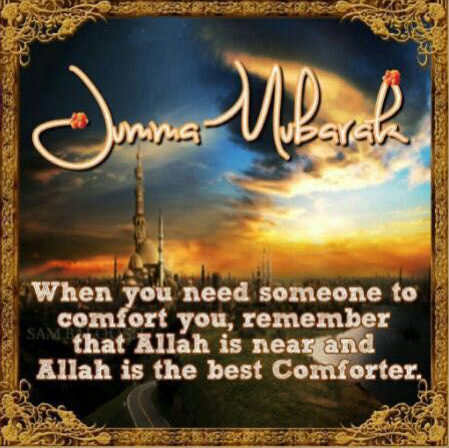 Jumma Mubarak
When you need someone to
comfort you, remember
that Allah is near and
Allah is the best Comforter.